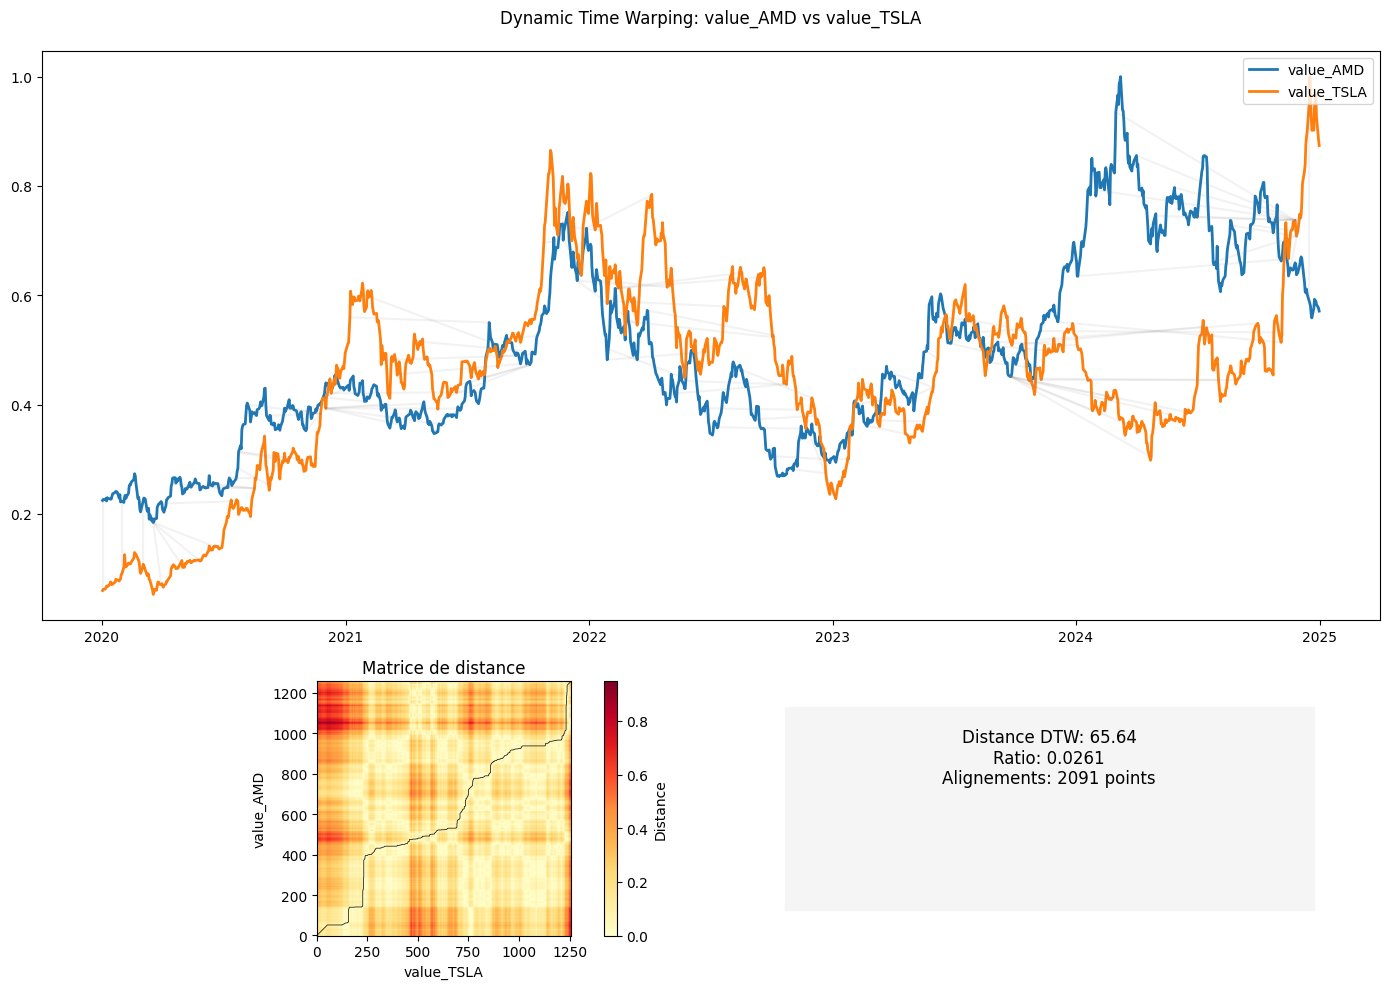 Dynamic Time Warping: value_AMD vs value_TSLA
1.0
0.8
0.6
0.4
0.2
value_AMD
value_TSLA
2020 2021 2022 2023 2024 2025
Matrice de distance
1200
1000
800
600
400
200
0
value_AMD
0 250 500 750 1000 1250
value_TSLA
0.8
0.6
0.4
0.2
0.0
Distance
Distance DTW: 65.64
Ratio: 0.0261
Alignements: 2091 points